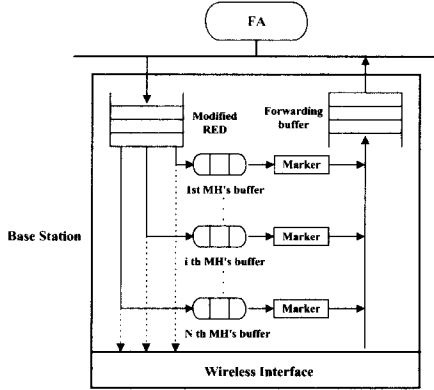 FA
Modified
RED
Forwarding
buffer
Marker
1st MH's buffer
Base Station
Marker
i th MH's buffer
Marker
N th MH's buffer
Wireless Interface